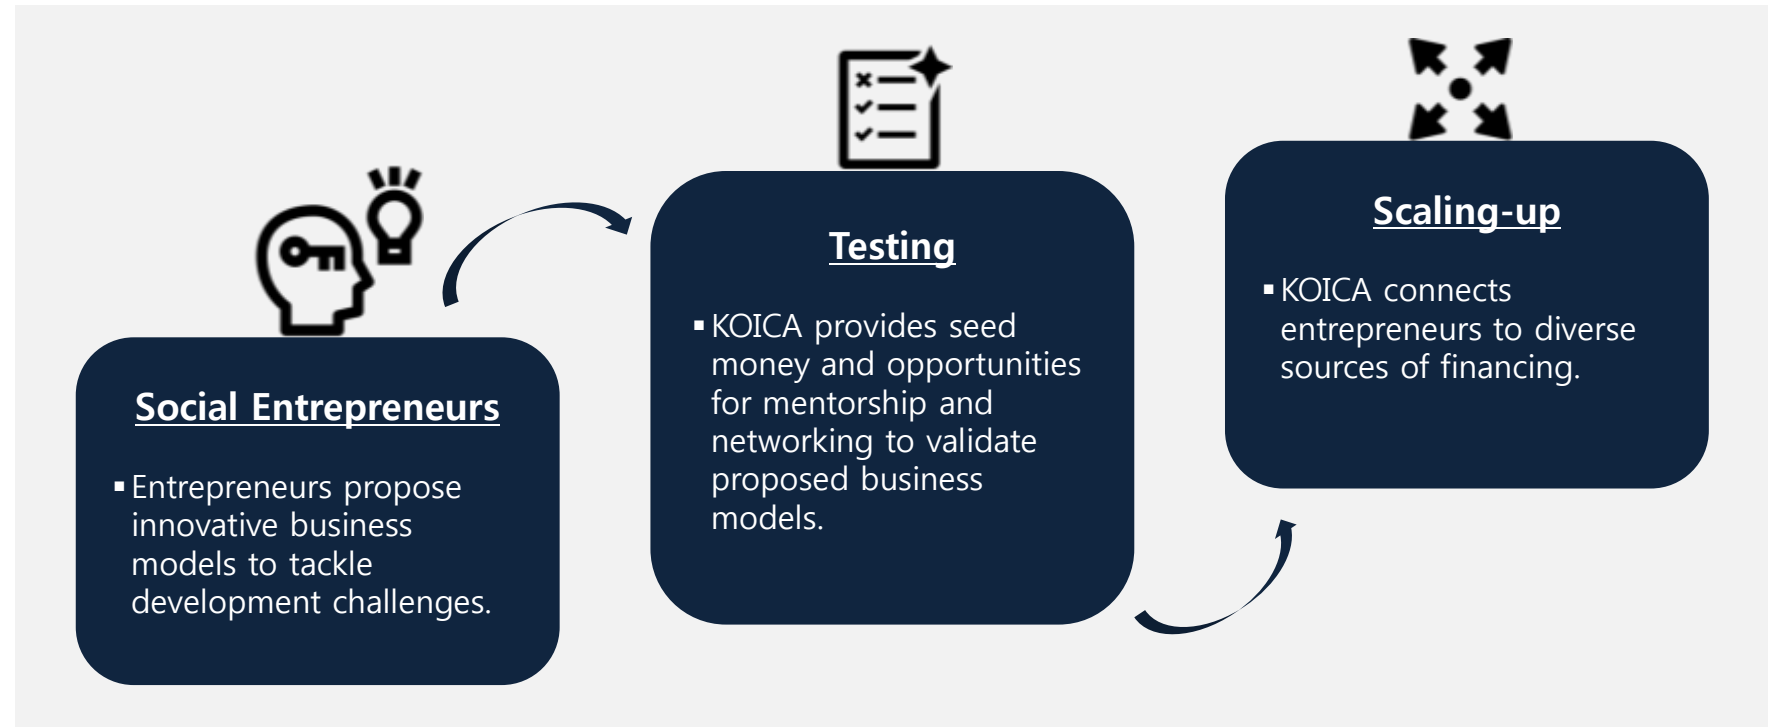 Social Entrepreneurs
▪Entrepreneurs propose
innovative business
models to tackle
development challenges.
Testing
▪KOICA provides seed
money and opportunities
for mentorship and
networking to validate
proposed business
models.
Scaling-up
▪KOICA connects
entrepreneurs to diverse
sources of financing.